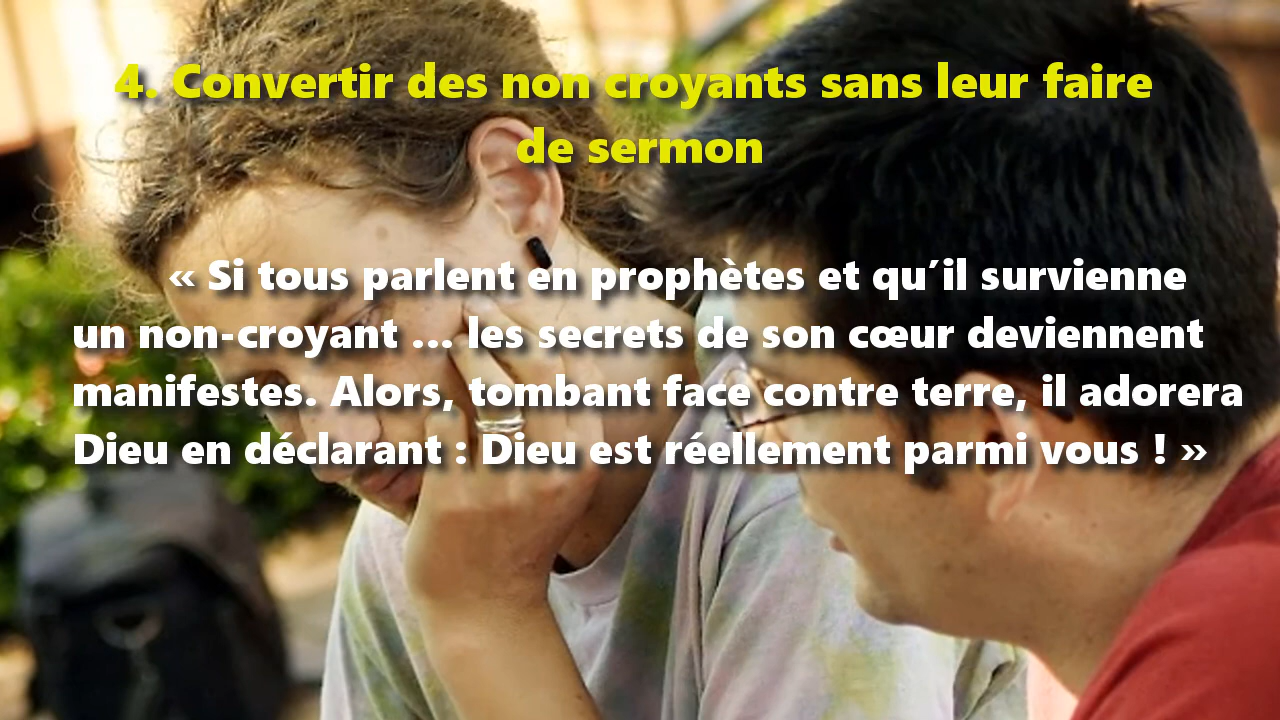 4. Convertir des non croyants sans leur faire
de sermon
« Si tous parlent en prophètes et qu´il survienne
un non-croyant ... les secrets de son cœur deviennent
manifestes. Alors, tombant face contre terre, il adorera
Dieu en déclarant : Dieu est réellement parmi vous ! »